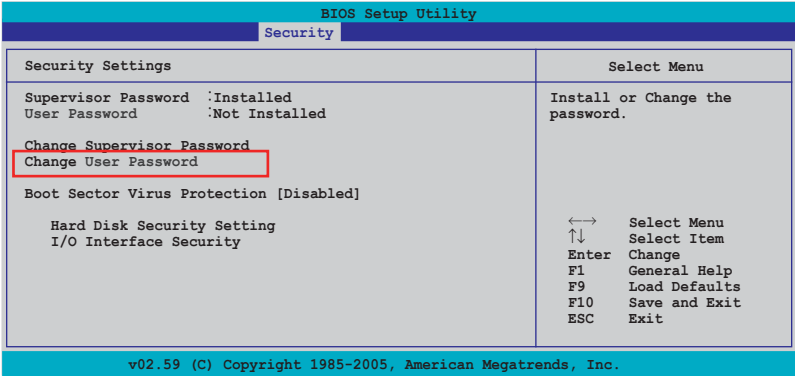 BIOS Setup Utility
Security
Security Settings
Supervisor Password :Installed
User Password :Not Installed
Change Supervisor Password
Change User Password
Boot Sector Virus Protection [Disabled]
Hard Disk Security Setting
I/O Interface Security
Select Menu
Install or Change the
password.
←→ Select Menu
↑↓ Select Item
Enter Change
F1 General Help
F9 Load Defaults
F10 Save and Exit
ESC Exit
v02.59 (C) Copyright 1985-2005, American Megatrends, Inc.